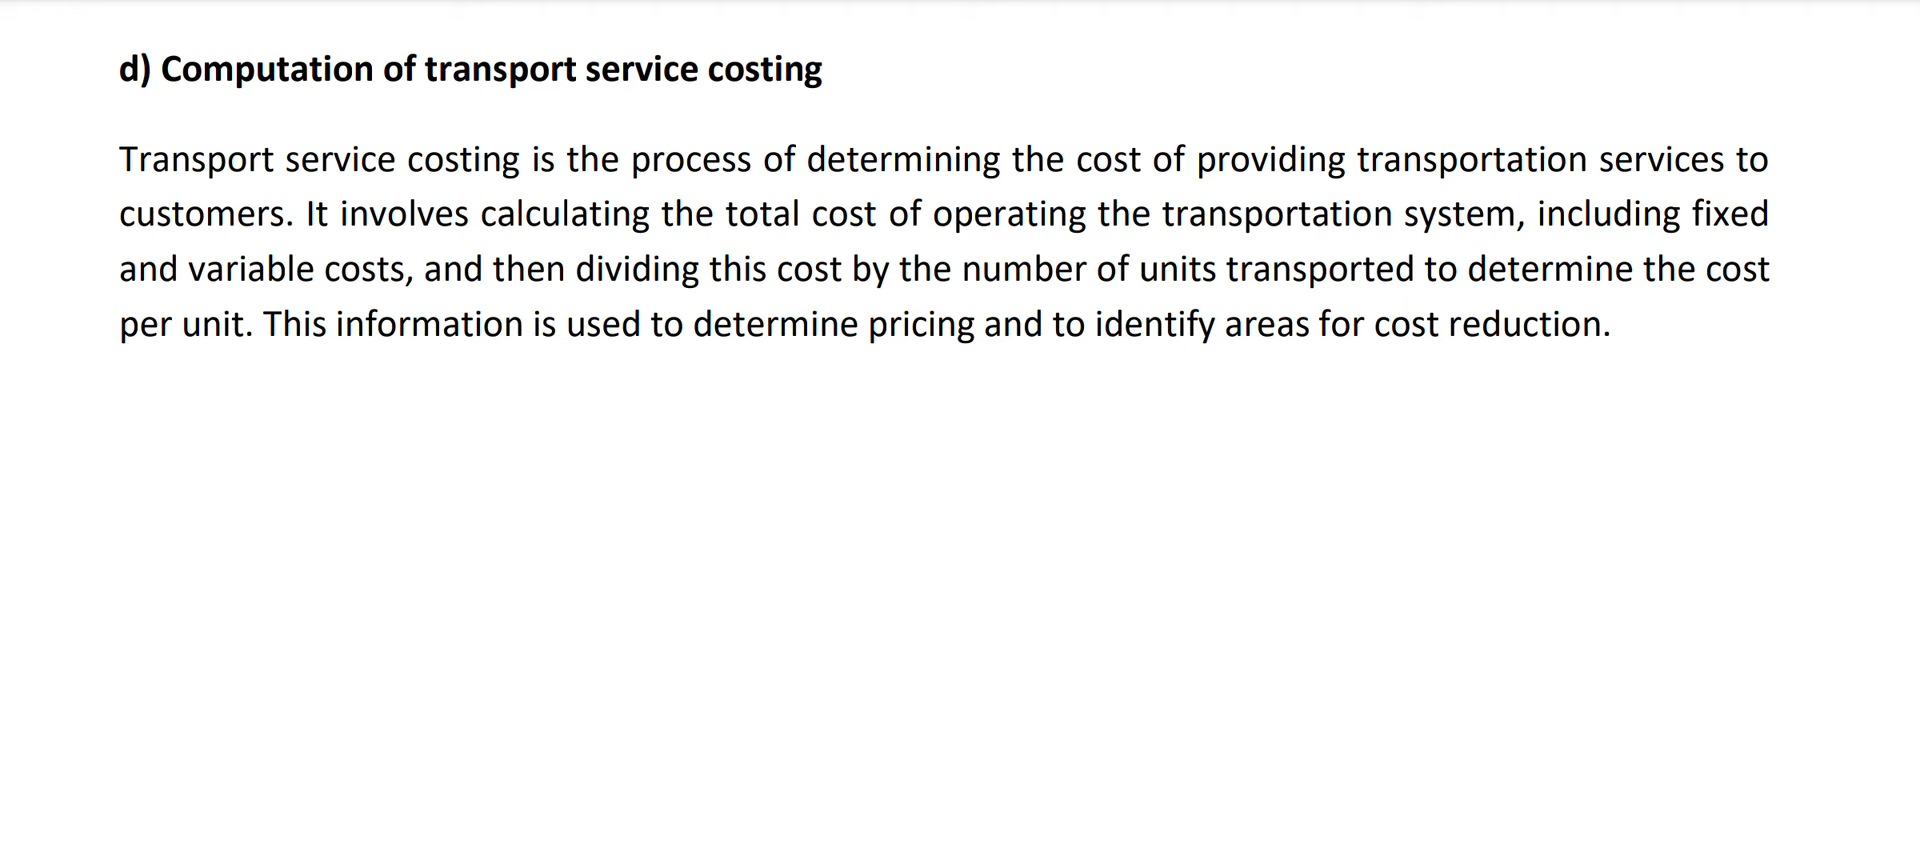 d) Computation of transport service costing
Transport service costing is the process of determining the cost of providing transportation services to
customers. It involves calculating the total cost of operating the transportation system, including fixed
and variable costs, and then dividing this cost by the number of units transported to determine the cost
per unit. This information is used to determine pricing and to identify areas for cost reduction.